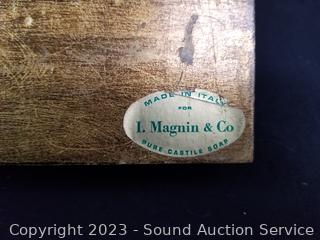 MADE IN ITALY
FOR
I. Magnin & Co
PURE CASTILE SOAP
Copyright 2023 - Sound Auction Service